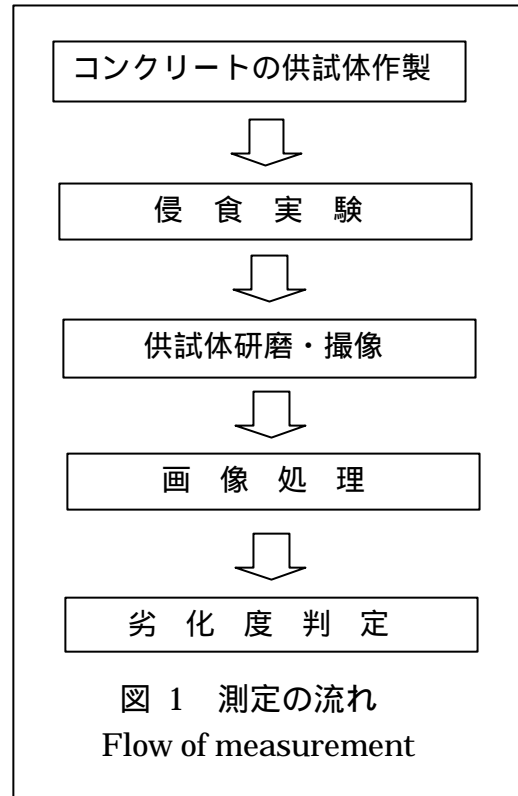 コンクリートの供試体作製
侵 食 実 験
供試体研磨・撮像
画 像 処 理
劣 化 度 判 定
図 1 測定の流れ
Flow of measurement